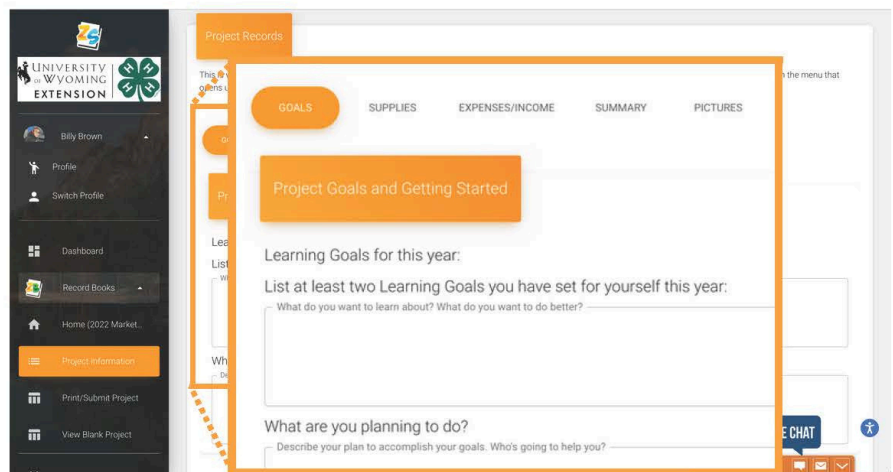 ZS
UNIVERSITY
OF WYOMING
EXTENSION
H H
H H
Billy Brown
Profile
Switch Profile
Dashboard
Record Books
Home (2022 Market..
Project Information
Print/Submit Project
View Blank Project
Project Records
n the menu that
opens u
GOALS SUPPLIES EXPENSES/INCOME SUMMARY PICTURES
Project Goals and Getting Started
Learning Goals for this year:
List at least two Learning Goals you have set for yourself this year:
What do you want to learn about? What do you want to do better?
What are you planning to do?
Describe your plan to accomplish your goals. Who's going to help you?
E CHAT